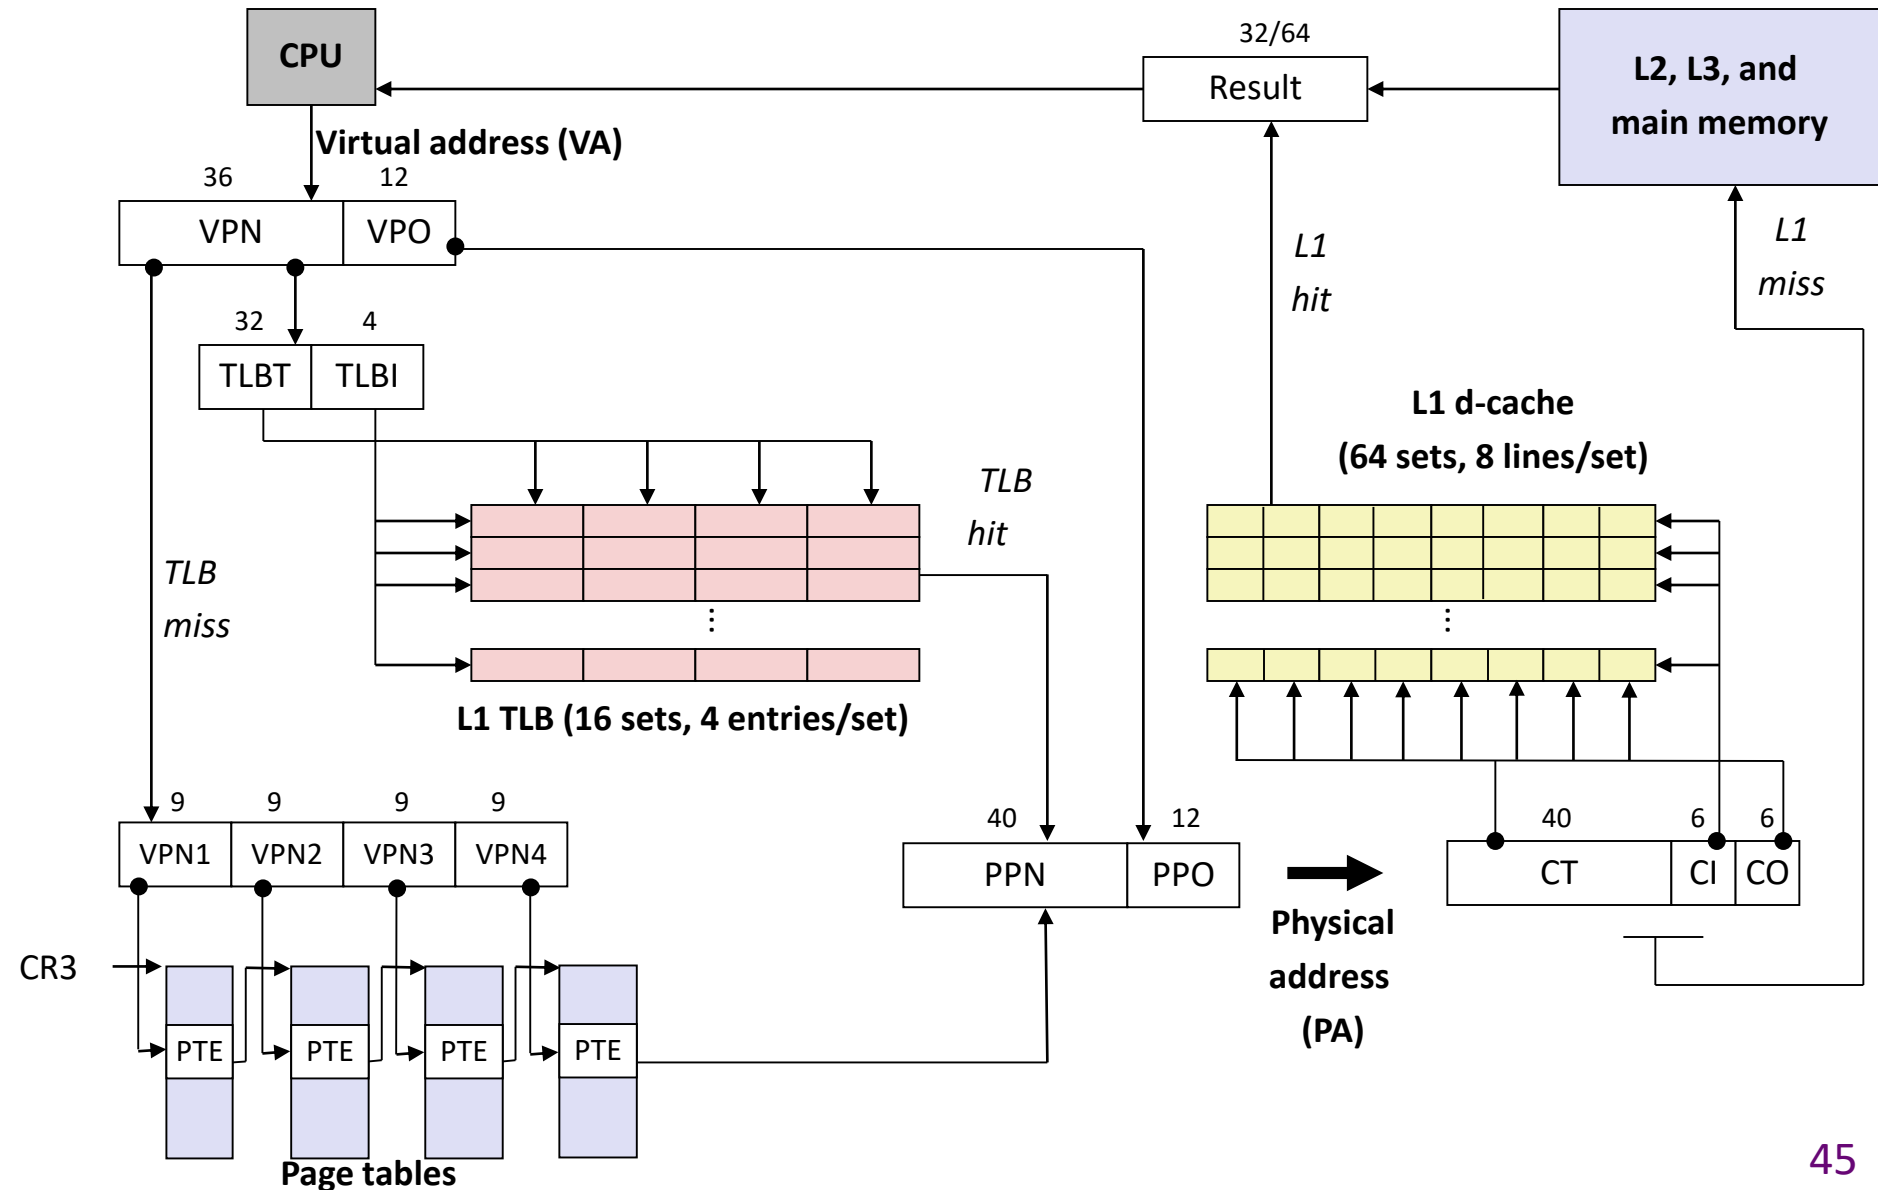 CPU
32/64
Result
L2, L3, and
main memory
Virtual address (VA)
36
12
VPN
VPO
L1
hit
L1
miss
32
4
TLBT
TLBI
L1 d-cache
(64 sets, 8 lines/set)
TLB
hit
TLB
miss
...
...
L1 TLB (16 sets, 4 entries/set)
9
9
9
9
VPN1
VPN2
VPN3
VPN4
40
12
PPN
PPO
40
6
6
CT
CI
CO
Physical
address
(PA)
CR3
PTE
PTE
PTE
PTE
Page tables
45